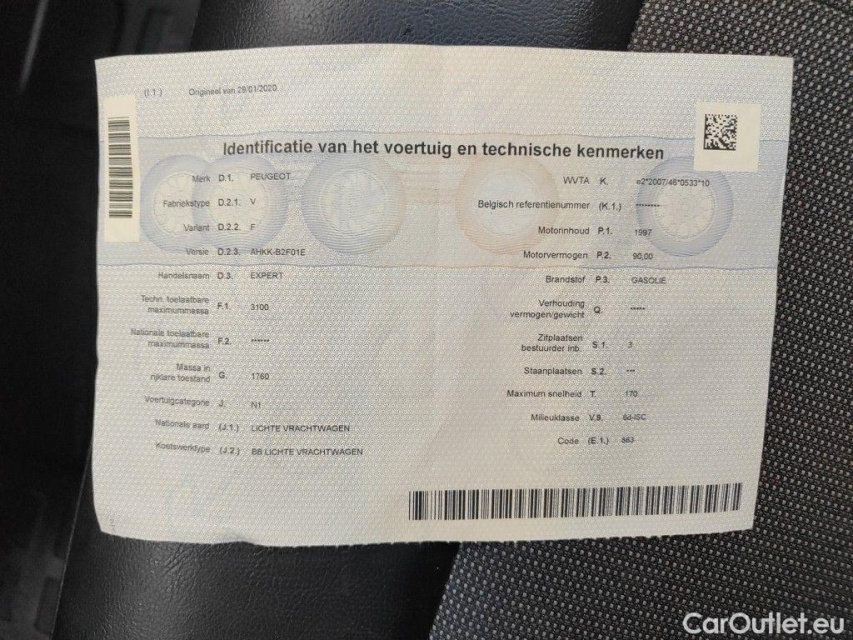 (I.1.) Origineel van 29/01/2020
Identificatie van het voertuig en technische kenmerken
Merk D.1. PEUGEOT
Fabriekstype D.2.1. V
Variant D.2.2. F
Versie D.2.3. AHKK-B2F01E
Handelsnaam D.3. EXPERT
Techn. toelaatbare
maximummassa F.1. 3100
Nationale toelaatbare
maximummassa F.2. ------
Massa in
rijklare toestand G. 1760
Voertuigcategorie J. N1
Nationale aard (J.1.) LICHTE VRACHTWAGEN
Koetswerktype (J.2.) BB LICHTE VRACHTWAGEN
WVTA K. e2*2007/46*0533*10
Belgisch referentienummer (K.1.) --------
Motorinhoud P.1. 1997
Motorvermogen P.2. 90,00
Brandstof P.3. GASOLIE
Verhouding
vermogen/gewicht Q. -----
Zitplaatsen
bestuurder inb. S.1. 3
Staanplaatsen S.2. ---
Maximum snelheid T. 170
Milieuklasse V.9. 6d-ISC
Code (E.1.) 863
CarOutlet.eu